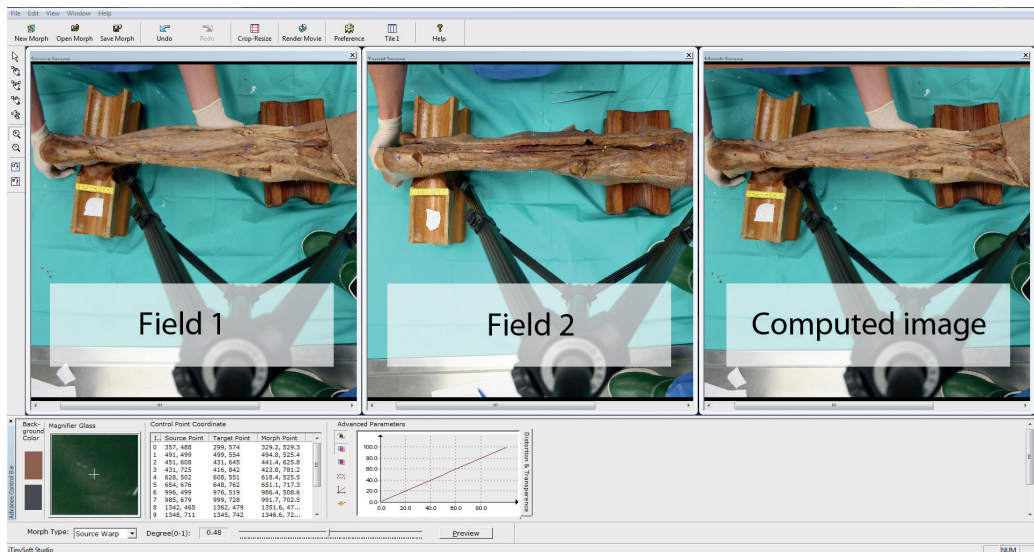 File Edit View Window Help
New Morph Open Morph Save Morph Undo Redo Crop-Resize Render Movie Preference Tile 1 Help
Source Image Target Image Morph Image
Field 1
Field 2
Computed image
Back-
ground
Color
Magnifier Glass
Control Point Coordinate
I... Source Point Target Point Morph Point
0 357, 488 299, 574 329.2, 529.3
1 491, 499 499, 554 494.8, 525.4
2 451, 608 431, 645 441.4, 625.8
3 431, 725 416, 842 423.8, 781.2
4 628, 502 608, 551 618.4, 525.5
5 654, 676 648, 762 651.1, 717.3
6 996, 499 976, 519 986.4, 508.6
7 985, 679 999, 728 991.7, 702.5
8 1342, 465 1362, 479 1351.6, 47...
9 1348, 711 1345, 742 1346.6, 72...
Advanced Parameters
100.0
80.0
60.0
40.0
20.0
0.0
0.0 20.0 40.0 60.0 80.0
Distortion & Transparence
Advance Control Bar
Morph Type: Source Warp Degree(0-1): 0.48 Preview
iTinySoft Studio
NUM